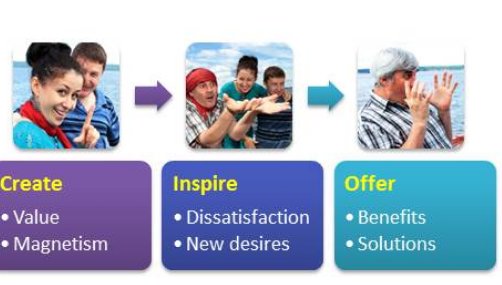 Create
• Value
• Magnetism
Inspire
• Dissatisfaction
• New desires
Offer
• Benefits
• Solutions